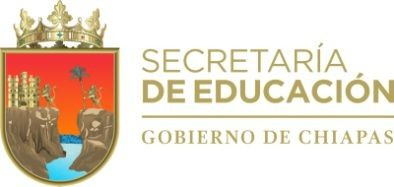 SECRETARÍA
DE EDUCACIÓN
GOBIERNO DE CHIAPAS